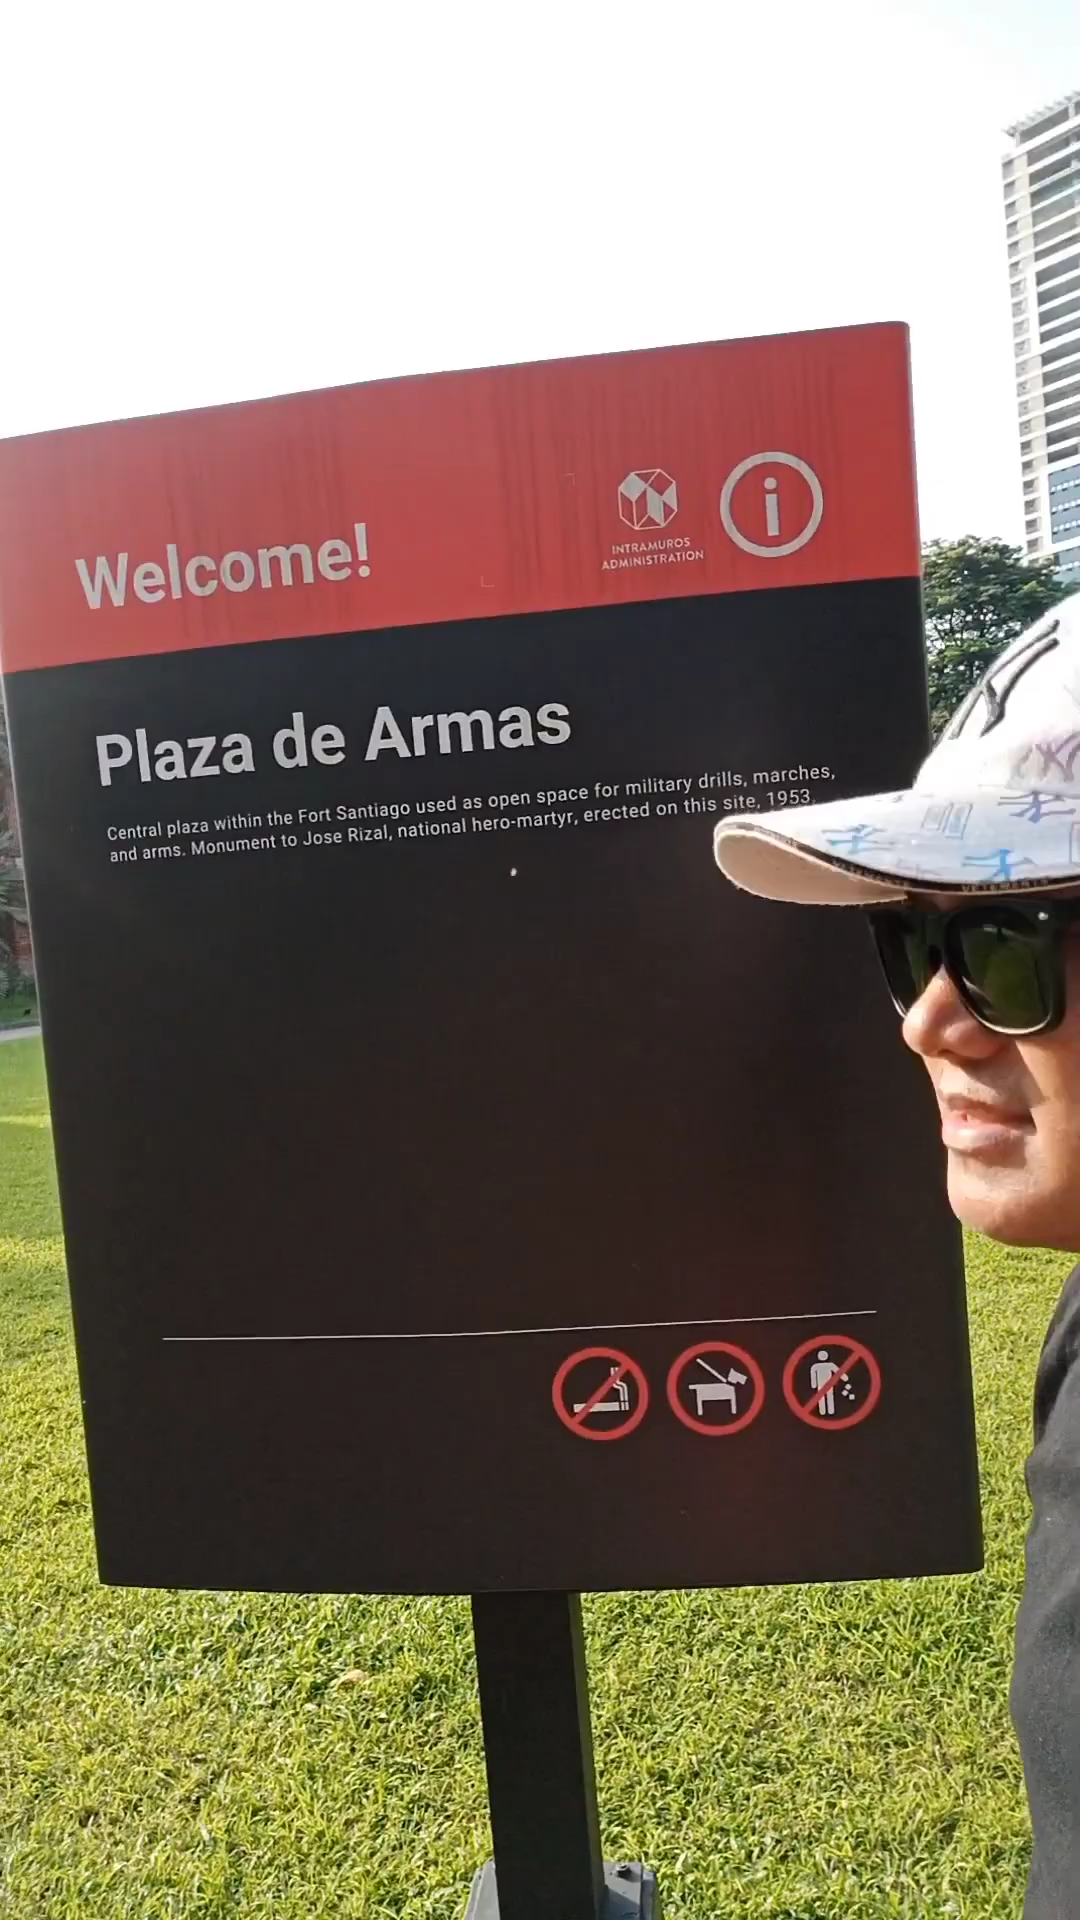 Welcome!
INTRAMUROS
ADMINISTRATION
i
Plaza de Armas
Central plaza within the Fort Santiago used as open space for military drills, marches,
and arms. Monument to Jose Rizal, national hero-martyr, erected on this site, 1953.
VETEMENTS